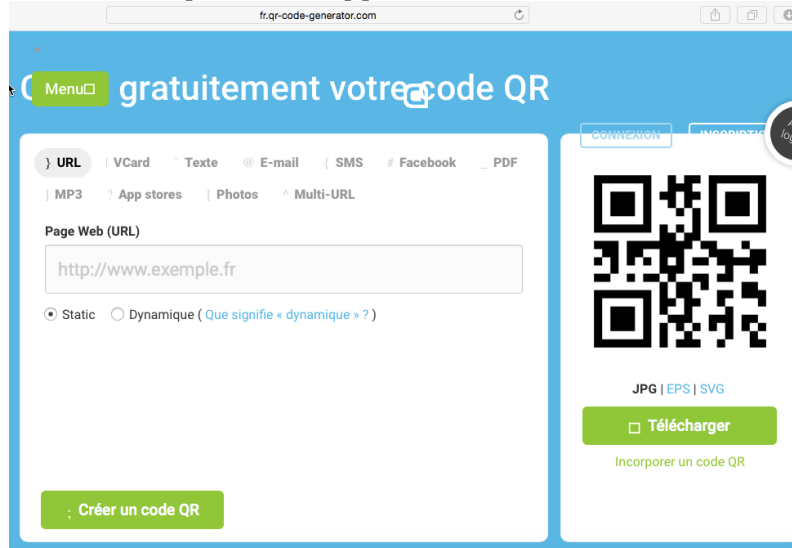 fr.qr-code-generator.com
Menu
gratuitement votre code QR
CONNEXION
} URL | VCard ` Texte @ E-mail { SMS # Facebook _ PDF
] MP3 ? App stores [ Photos ^ Multi-URL
Page Web (URL)
http://www.exemple.fr
Static Dynamique ( Que signifie « dynamique » ? )
JPG | EPS | SVG
Télécharger
Incorporer un code QR
; Créer un code QR